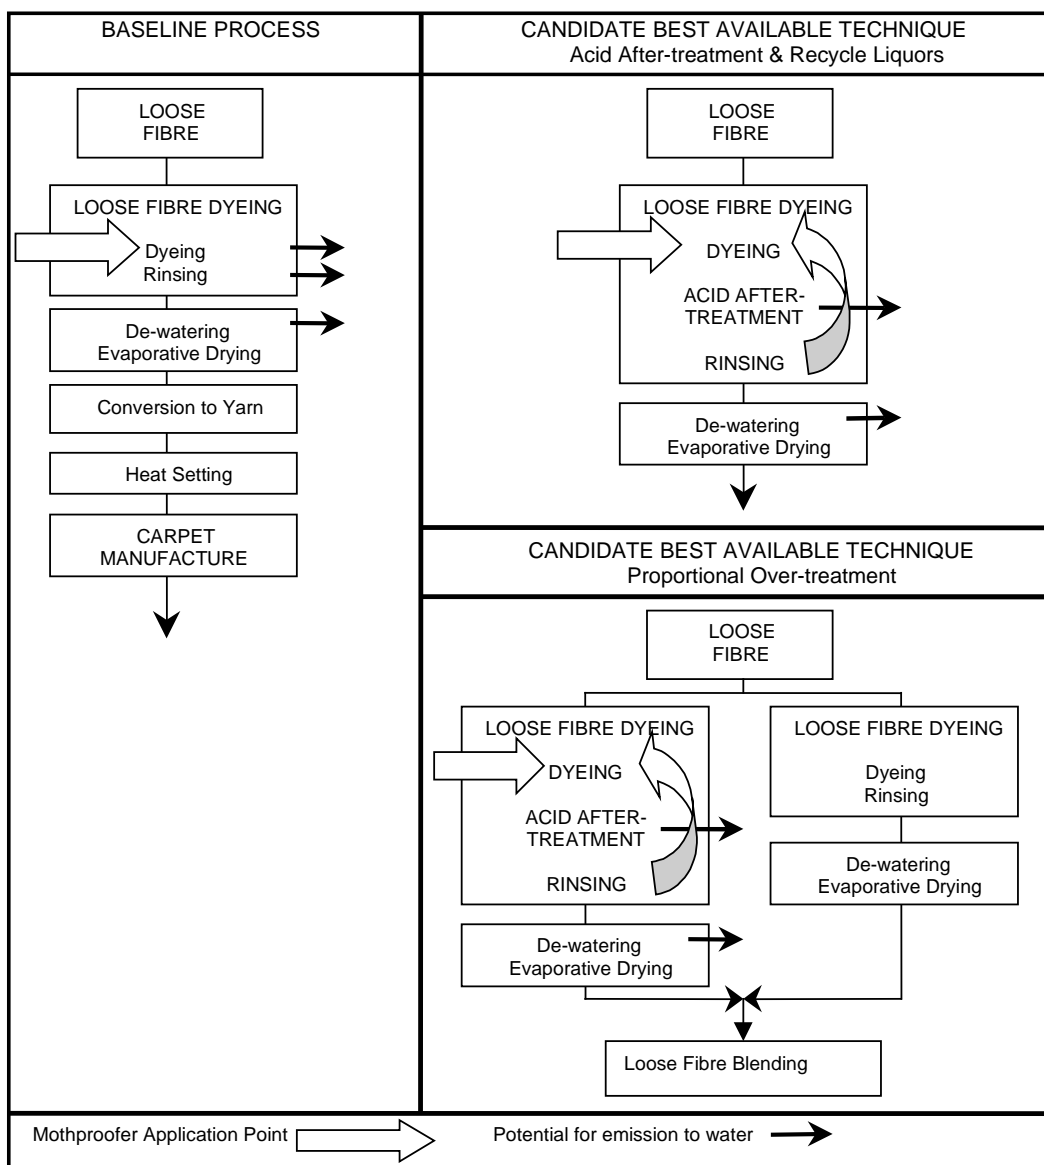 BASELINE PROCESS
LOOSE
FIBRE
LOOSE FIBRE DYEING
Dyeing
Rinsing
De-watering
Evaporative Drying
Conversion to Yarn
Heat Setting
CARPET
MANUFACTURE
CANDIDATE BEST AVAILABLE TECHNIQUE
Acid After-treatment & Recycle Liquors
LOOSE
FIBRE
LOOSE FIBRE DYEING
DYEING
ACID AFTER-
TREATMENT
RINSING
De-watering
Evaporative Drying
CANDIDATE BEST AVAILABLE TECHNIQUE
Proportional Over-treatment
LOOSE
FIBRE
LOOSE FIBRE DYEING
DYEING
ACID AFTER-
TREATMENT
RINSING
De-watering
Evaporative Drying
LOOSE FIBRE DYEING
Dyeing
Rinsing
De-watering
Evaporative Drying
Loose Fibre Blending
Mothproofer Application Point
Potential for emission to water